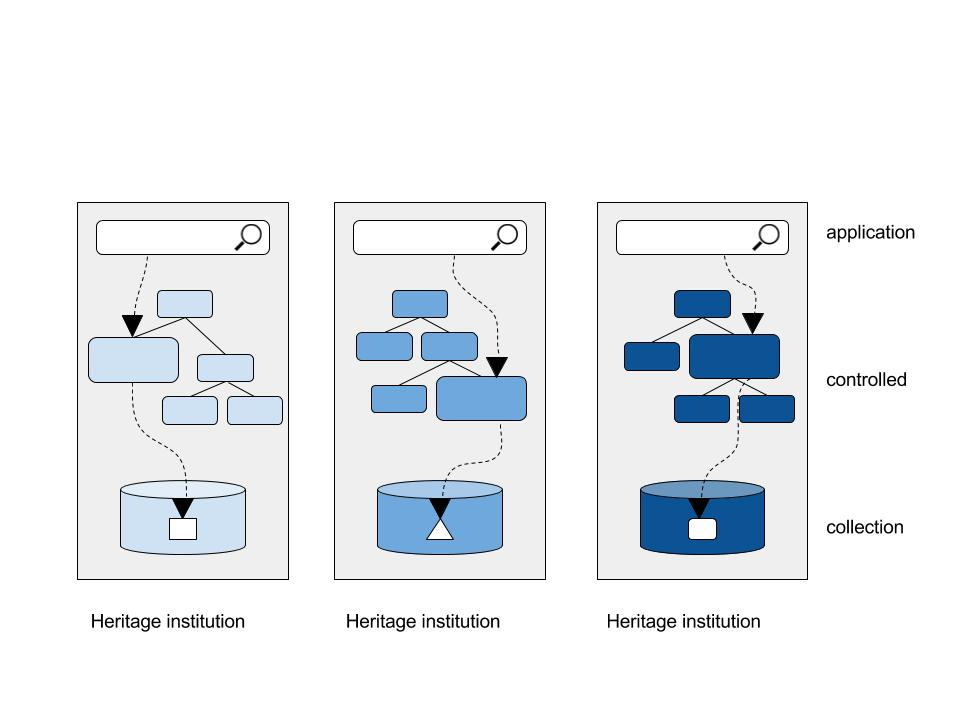 application
controlled
collection
Heritage institution
Heritage institution
Heritage institution